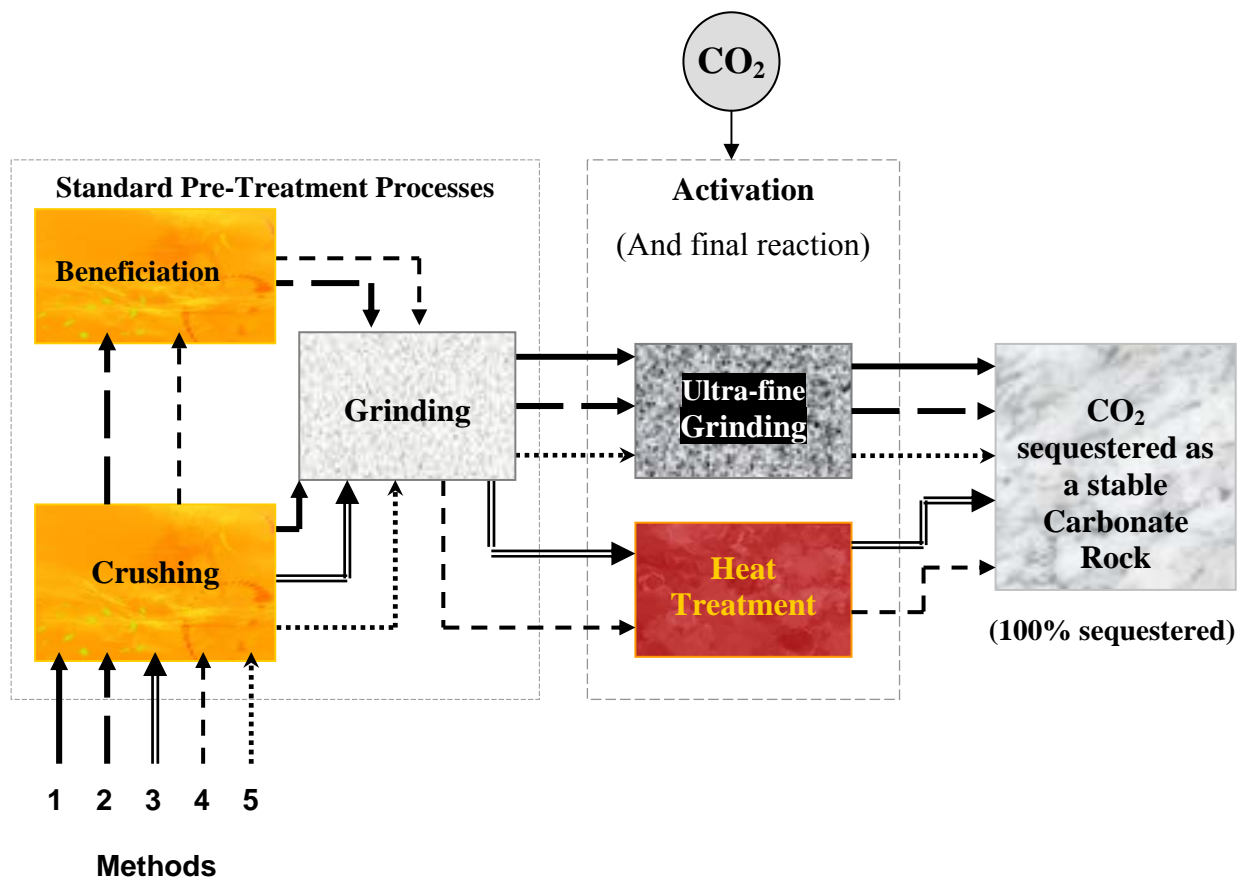 CO₂
Standard Pre-Treatment Processes
Activation
(And final reaction)
Beneficiation
Grinding
Ultra-fine
Grinding
CO₂
sequestered as
a stable
Carbonate
Rock
Crushing
Heat
Treatment
(100% sequestered)
1 2 3 4 5
Methods